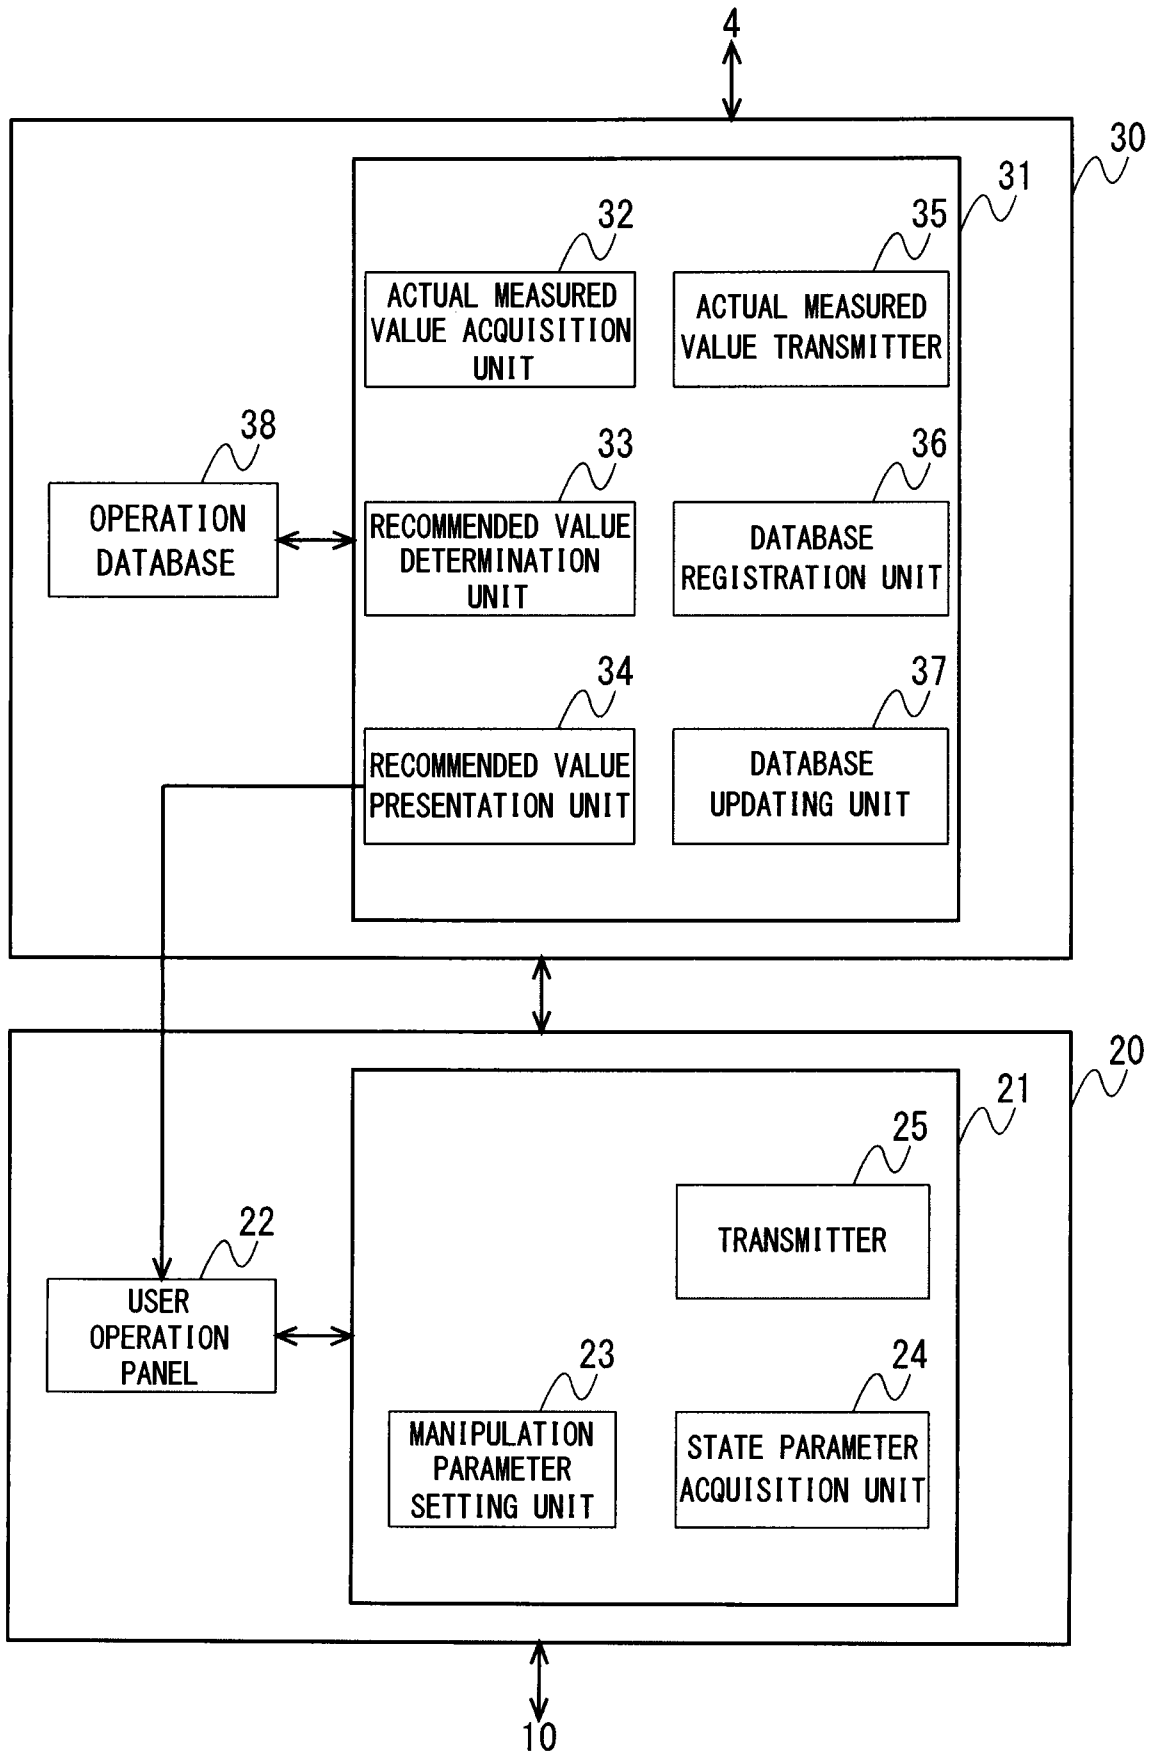 4
30
31
32
ACTUAL MEASURED
VALUE ACQUISITION
UNIT
35
ACTUAL MEASURED
VALUE TRANSMITTER
38
OPERATION
DATABASE
33
RECOMMENDED VALUE
DETERMINATION
UNIT
36
DATABASE
REGISTRATION UNIT
34
RECOMMENDED VALUE
PRESENTATION UNIT
37
DATABASE
UPDATING UNIT
20
21
25
TRANSMITTER
22
USER
OPERATION
PANEL
23
MANIPULATION
PARAMETER
SETTING UNIT
24
STATE PARAMETER
ACQUISITION UNIT
10